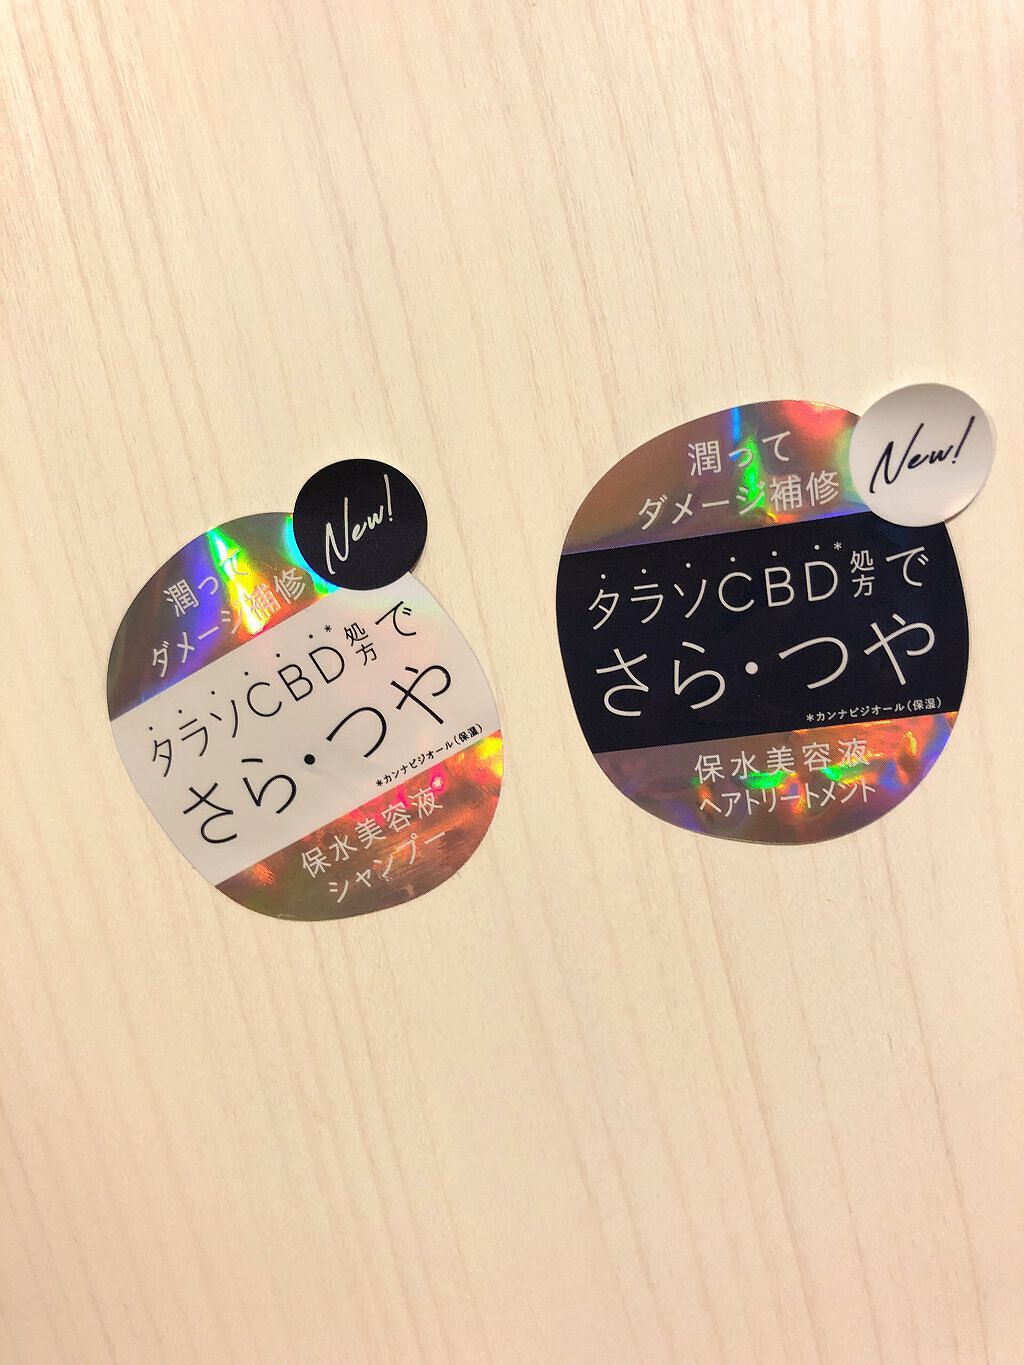 New!
潤って
ダメージ補修
タラソCBD*処方で
さら・つや
*カンナビジオール(保湿)
保水美容液
シャンプー
New!
潤って
ダメージ補修
タラソCBD*処方で
さら・つや
*カンナビジオール(保湿)
保水美容液
ヘアトリートメント